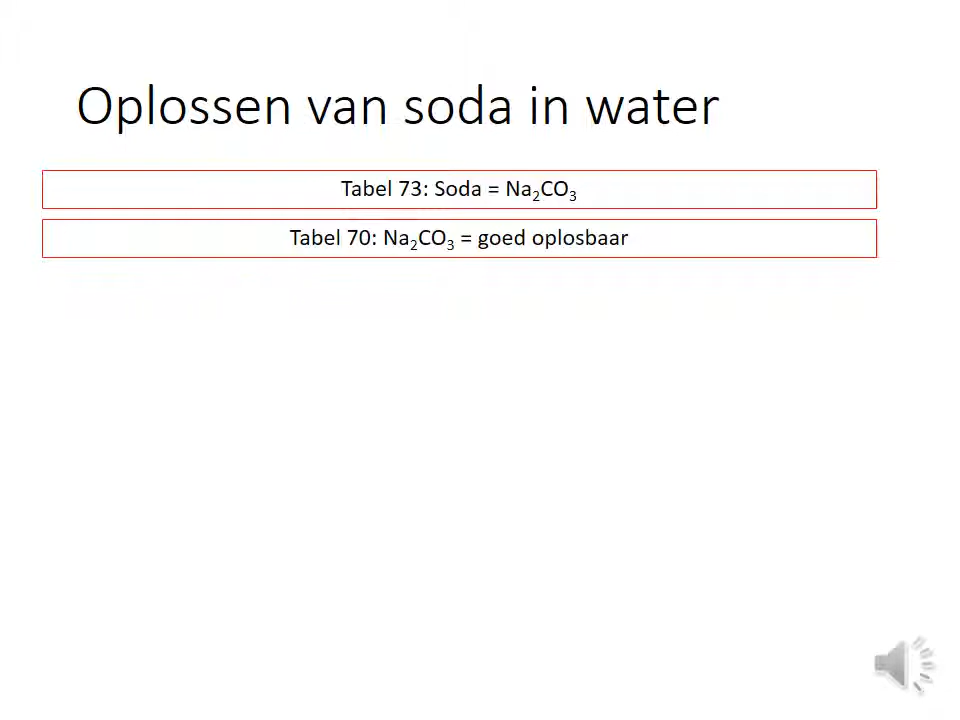 Oplossen van soda in water
Tabel 73: Soda = Na₂CO₃
Tabel 70: Na₂CO₃ = goed oplosbaar